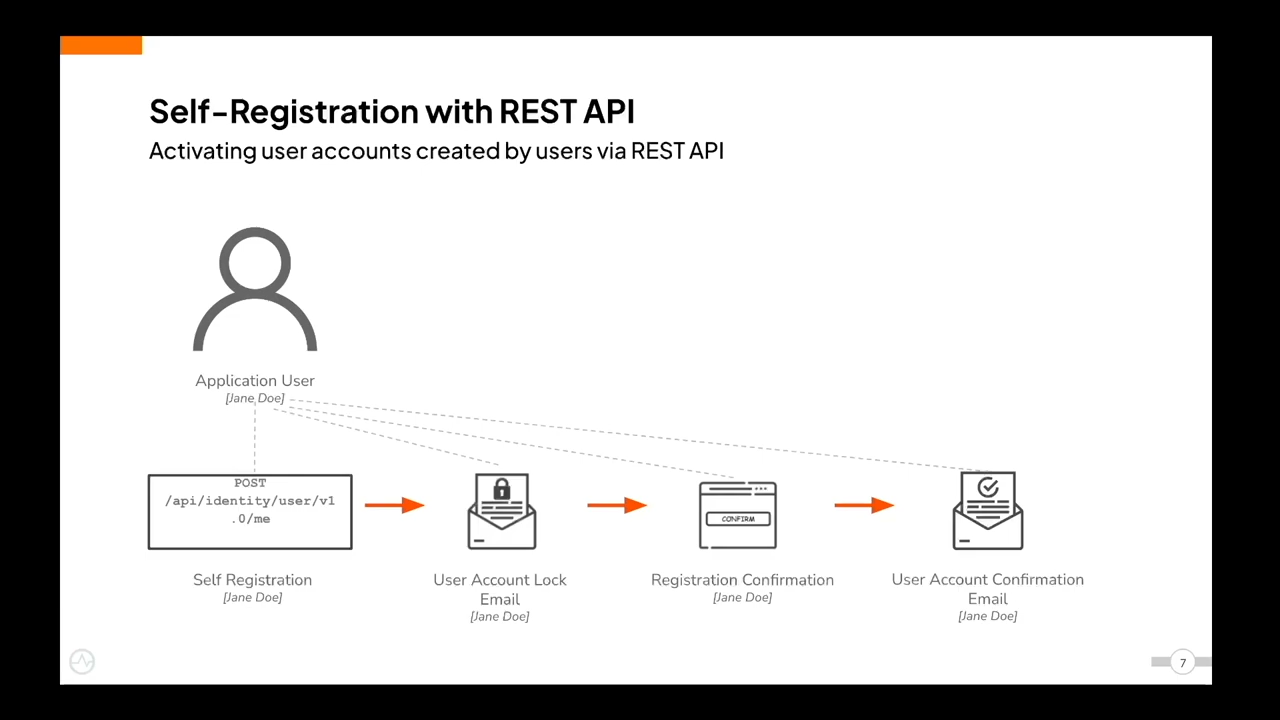 Self-Registration with REST API
Activating user accounts created by users via REST API
Application User
[Jane Doe]
POST
/api/identity/user/v1
.0/me
CONFIRM
Self Registration
[Jane Doe]
User Account Lock
Email
[Jane Doe]
Registration Confirmation
[Jane Doe]
User Account Confirmation
Email
[Jane Doe]
7